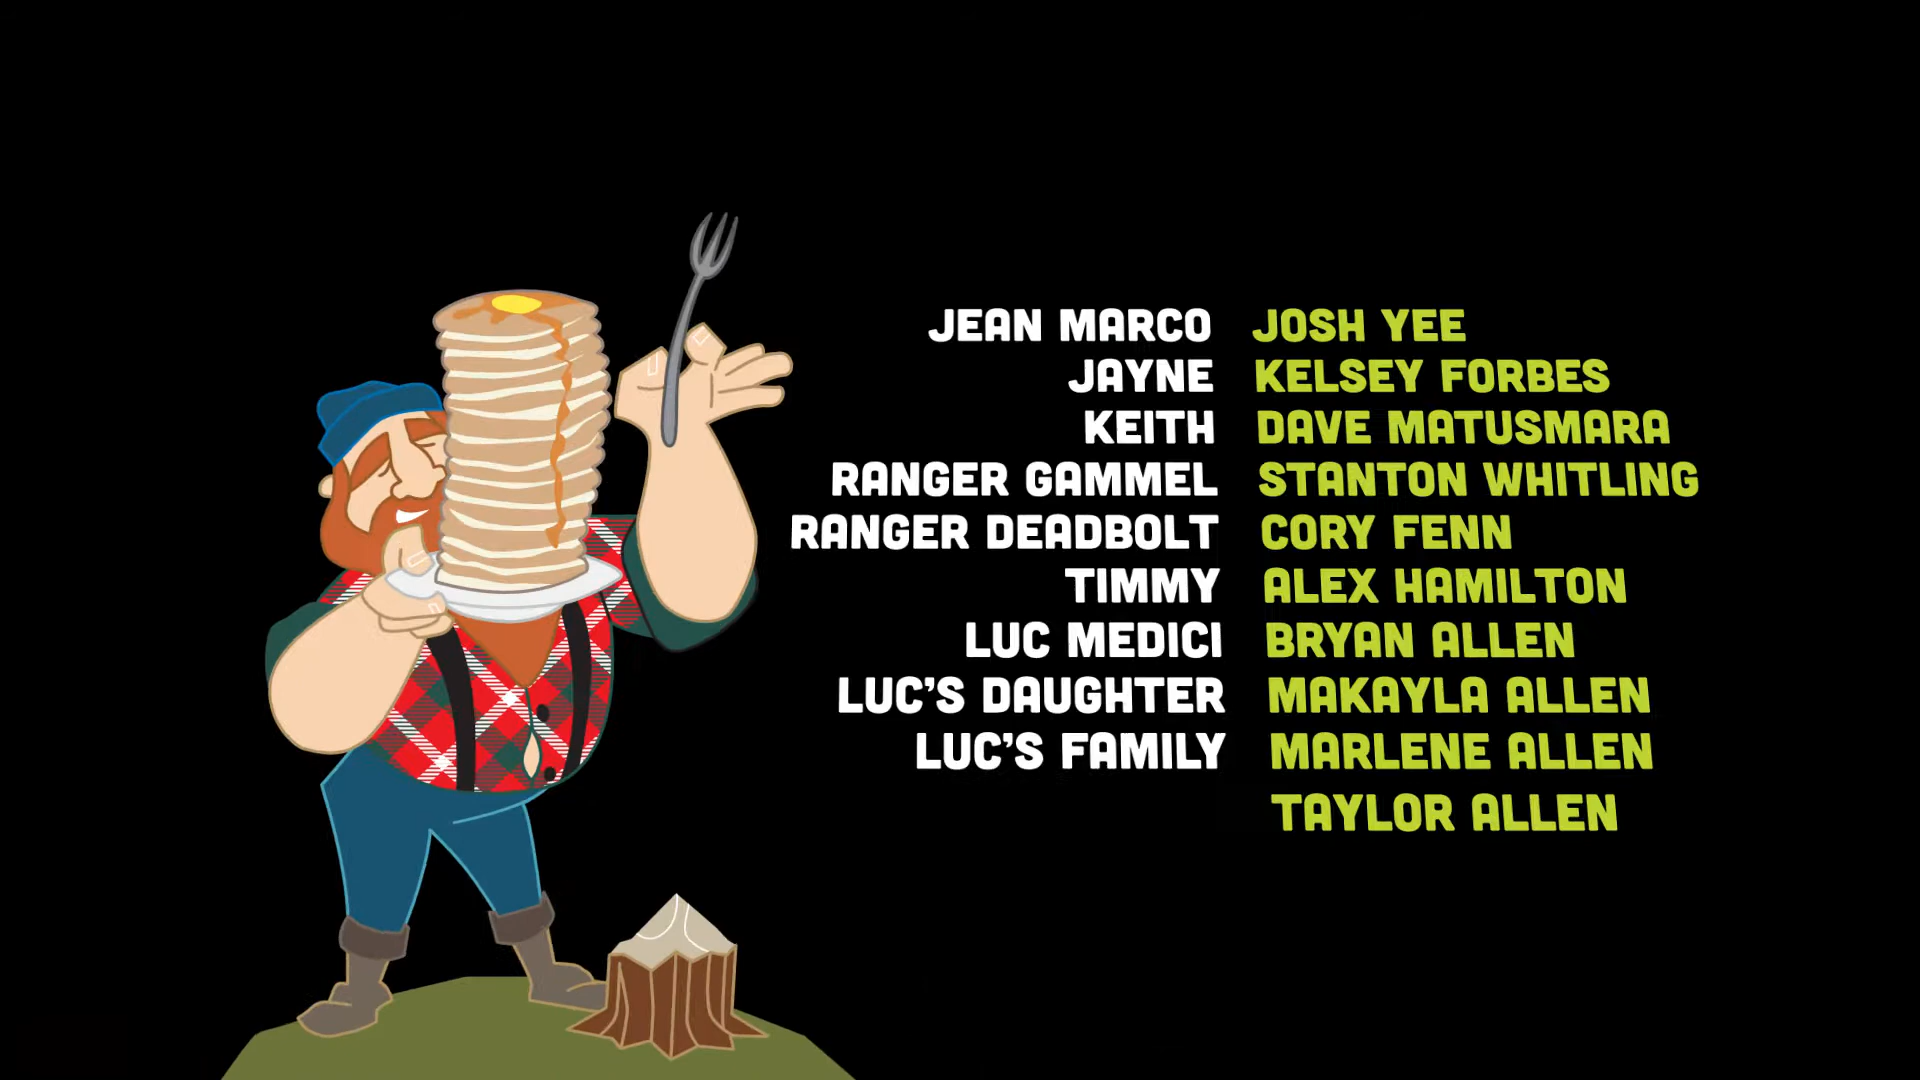 JEAN MARCO JOSH YEE
JAYNE KELSEY FORBES
KEITH DAVE MATUSMARA
RANGER GAMMEL STANTON WHITLING
RANGER DEADBOLT CORY FENN
TIMMY ALEX HAMILTON
LUC MEDICI BRYAN ALLEN
LUC'S DAUGHTER MAKAYLA ALLEN
LUC'S FAMILY MARLENE ALLEN
TAYLOR ALLEN